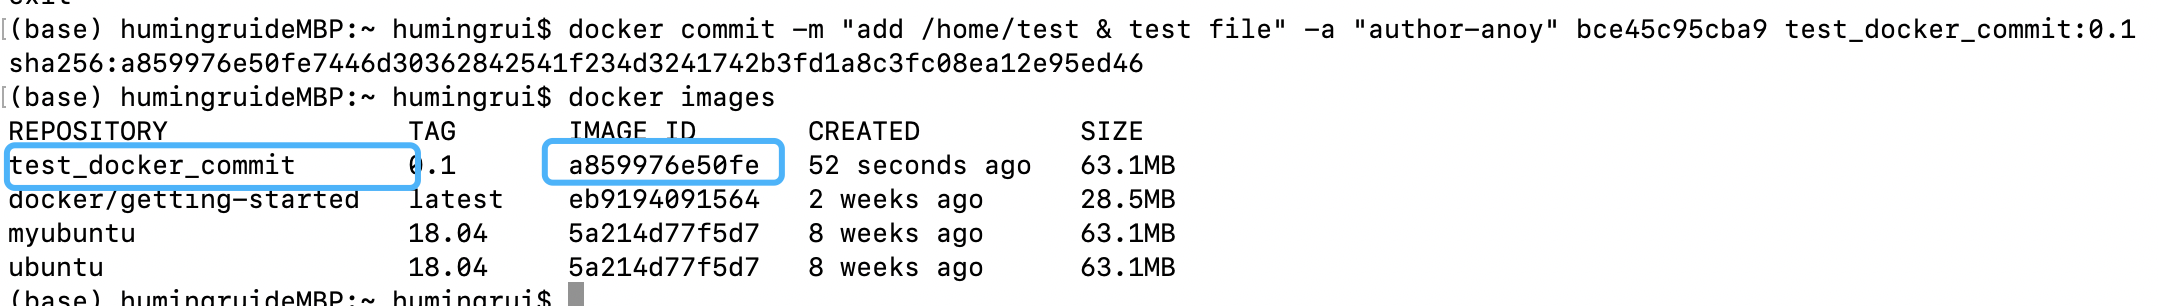 exit
(base) humingruideMBP:~ humingrui$ docker commit -m "add /home/test & test file" -a "author-anoy" bce45c95cba9 test_docker_commit:0.1
sha256:a859976e50fe7446d30362842541f234d3241742b3fd1a8c3fc08ea12e95ed46
(base) humingruideMBP:~ humingrui$ docker images
REPOSITORY TAG IMAGE ID CREATED SIZE
test_docker_commit 0.1 a859976e50fe 52 seconds ago 63.1MB
docker/getting-started latest eb9194091564 2 weeks ago 28.5MB
myubuntu 18.04 5a214d77f5d7 8 weeks ago 63.1MB
ubuntu 18.04 5a214d77f5d7 8 weeks ago 63.1MB
(base) humingruideMBP:~ humingrui$